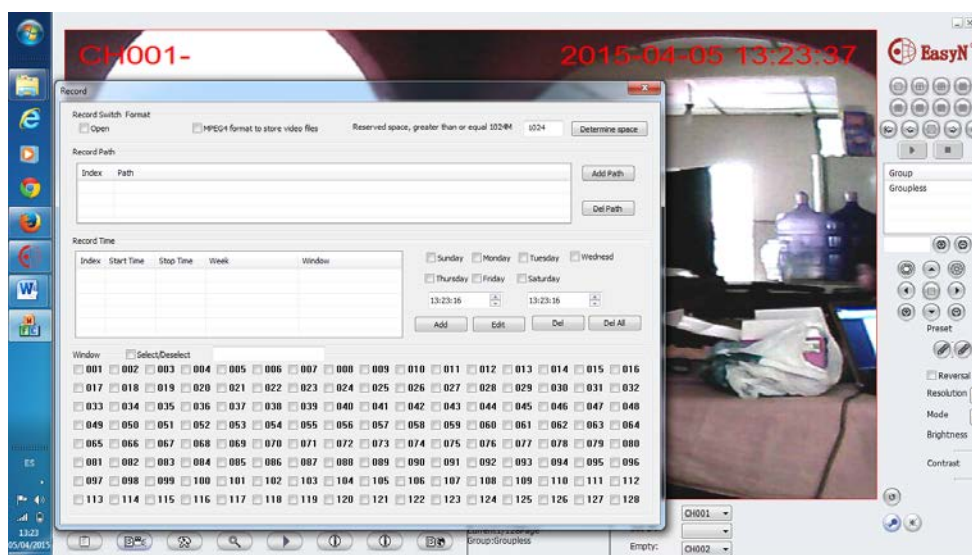 CH001-
2015-04-05 13:23:37
EasyN
Record
Record Switch Format
Open
MPEG4 format to store video files
Reserved space, greater than or equal 1024M
1024
Determine space
Record Path
Index Path
Add Path
Del Path
Record Time
Index Start Time Stop Time Week Window
Sunday Monday Tuesday Wednesd
Thursday Friday Saturday
13:23:16 13:23:16
Add Edit Del Del All
Window Select/Deselect
001 002 003 004 005 006 007 008 009 010 011 012 013 014 015 016
017 018 019 020 021 022 023 024 025 026 027 028 029 030 031 032
033 034 035 036 037 038 039 040 041 042 043 044 045 046 047 048
049 050 051 052 053 054 055 056 057 058 059 060 061 062 063 064
065 066 067 068 069 070 071 072 073 074 075 076 077 078 079 080
081 082 083 084 085 086 087 088 089 090 091 092 093 094 095 096
097 098 099 100 101 102 103 104 105 106 107 108 109 110 111 112
113 114 115 116 117 118 119 120 121 122 123 124 125 126 127 128
Group
Groupless
Preset
Reversal
Resolution
Mode
Brightness
Contrast
Group:Groupless
CH001
Empty:
CH002
ES
13:23
05/04/2015